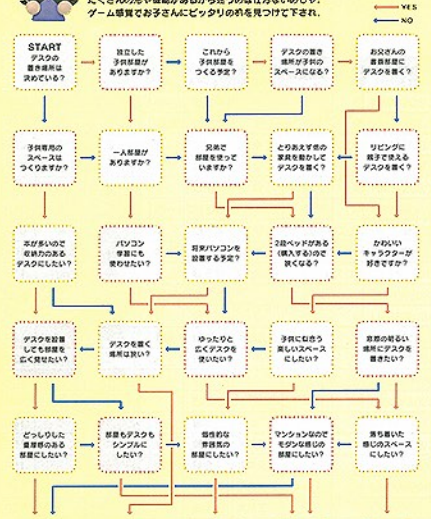 ゲーム感覚でお子さんにピッタリの机を見つけて下され。
YES
NO
START
デスクの
置き場所は
決めている？
独立した
子供部屋が
ありますか？
これから
子供部屋を
つくる予定？
デスクの置き
場所が子供の
スペースになる？
お父さんの
書斎部屋に
デスクを置く？
子供専用の
スペースは
つくりますか？
一人部屋が
ありますか？
兄弟で
部屋を使って
いますか？
とりあえず他の
家具を動かして
デスクを置く？
リビングに
親子で使える
デスクを置く？
本が多いので
収納力のある
デスクにしたい？
パソコン
学習にも
使わせたい？
将来パソコンを
設置する予定？
2段ベッドがある
（購入する）ので
狭くなる？
かわいい
キャラクターが
好きですか？
デスクを設置
しても部屋を
広く見せたい？
デスクを置く
場所は狭い？
ゆったりと
広くデスクを
使いたい？
子供に似合う
楽しいスペース
にしたい？
窓際の明るい
場所にデスクを
置きたい？
どっしりした
重厚感のある
部屋にしたい？
部屋もデスクも
シンプルに
したい？
個性的な
雰囲気の
部屋にしたい？
マンションなので
モダンな感じの
部屋にしたい？
落ち着いた
感じのスペース
にしたい？